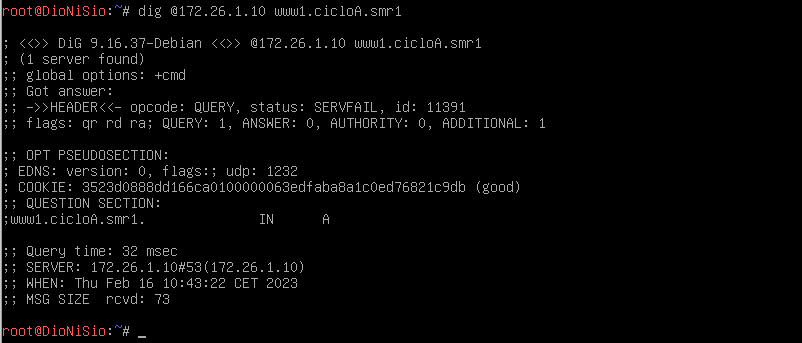 root@DioNiSio:~# dig @172.26.1.10 www1.cicloA.smr1
; <<>> DiG 9.16.37-Debian <<>> @172.26.1.10 www1.cicloA.smr1
; (1 server found)
;; global options: +cmd
;; Got answer:
;; ->>HEADER<<- opcode: QUERY, status: SERVFAIL, id: 11391
;; flags: qr rd ra; QUERY: 1, ANSWER: 0, AUTHORITY: 0, ADDITIONAL: 1
;; OPT PSEUDOSECTION:
; EDNS: version: 0, flags:; udp: 1232
; COOKIE: 3523d0888dd166ca0100000063edfaba8a1c0ed76821c9db (good)
;; QUESTION SECTION:
;www1.cicloA.smr1. IN A
;; Query time: 32 msec
;; SERVER: 172.26.1.10#53(172.26.1.10)
;; WHEN: Thu Feb 16 10:43:22 CET 2023
;; MSG SIZE rcvd: 73
root@DioNiSio:~# _